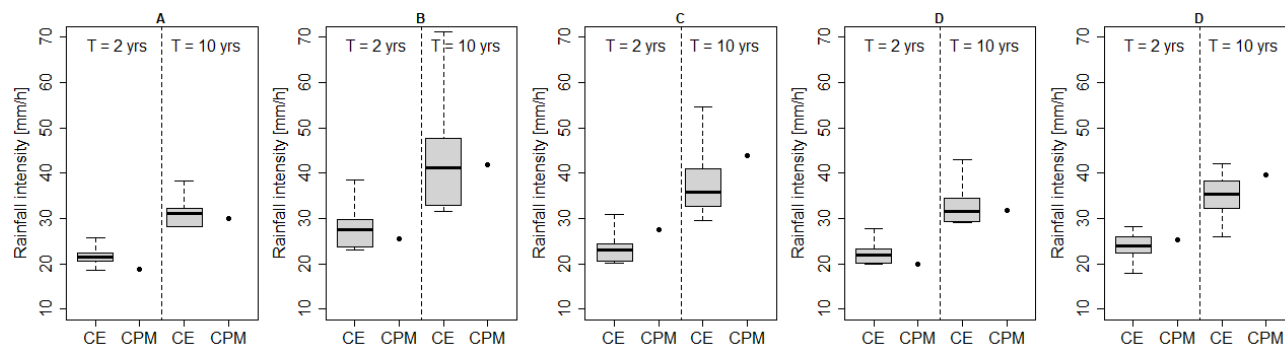 A
Rainfall intensity [mm/h]
70
60
50
40
30
20
10
T = 2 yrs
T = 10 yrs
CE CPM CE CPM
B
Rainfall intensity [mm/h]
70
60
50
40
30
20
10
T = 2 yrs
T = 10 yrs
CE CPM CE CPM
C
Rainfall intensity [mm/h]
70
60
50
40
30
20
10
T = 2 yrs
T = 10 yrs
CE CPM CE CPM
D
Rainfall intensity [mm/h]
70
60
50
40
30
20
10
T = 2 yrs
T = 10 yrs
CE CPM CE CPM
D
Rainfall intensity [mm/h]
70
60
50
40
30
20
10
T = 2 yrs
T = 10 yrs
CE CPM CE CPM